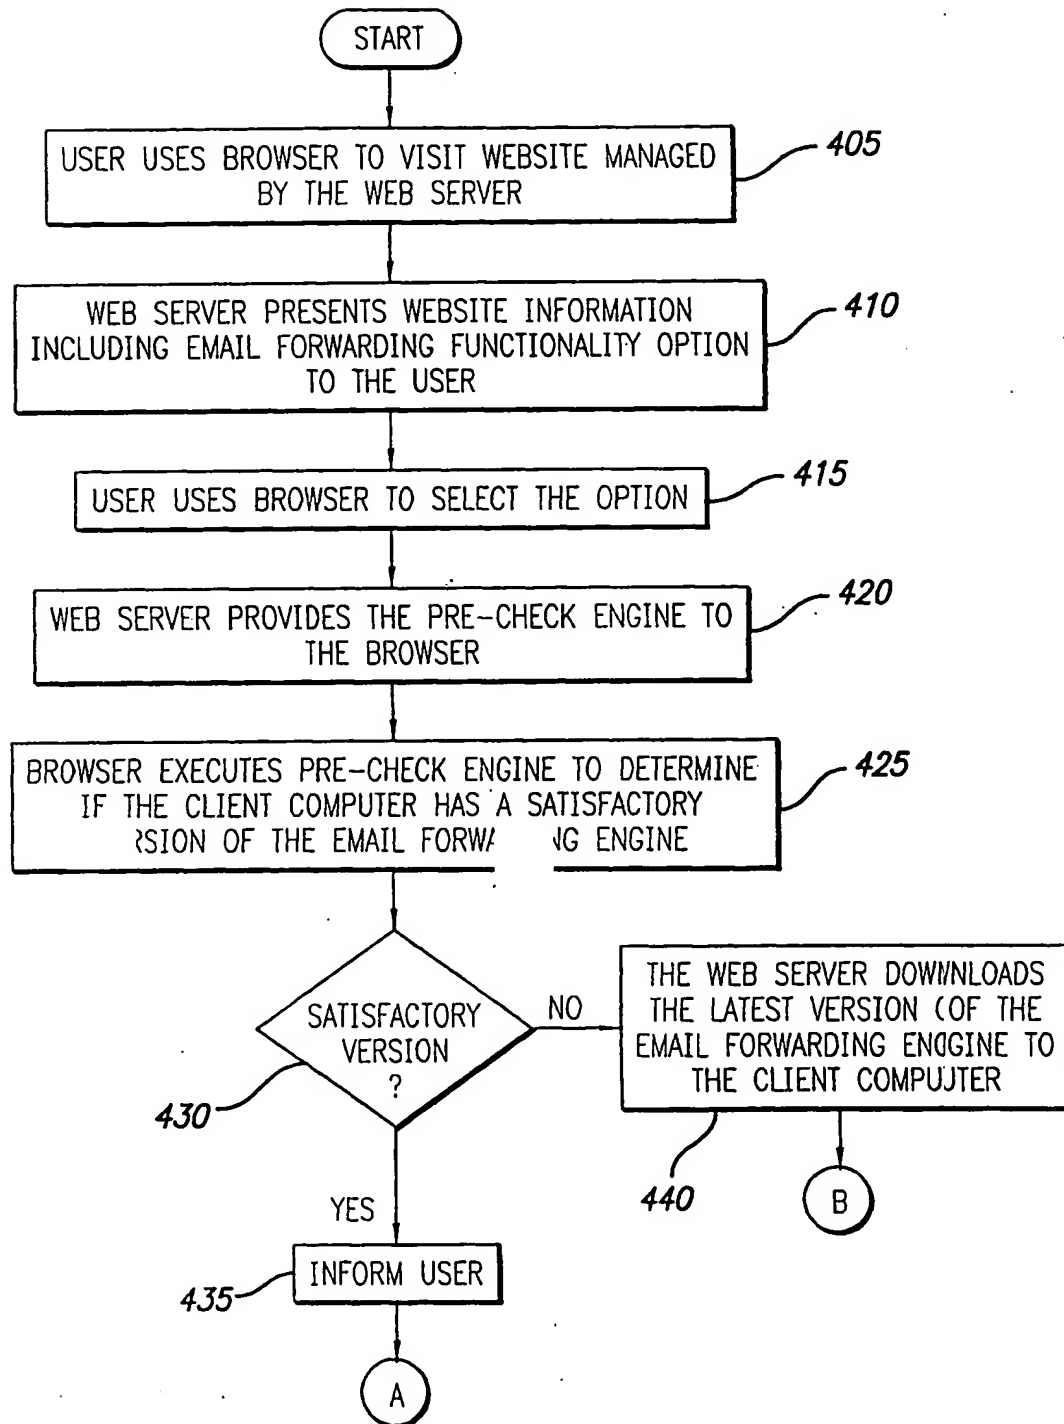 START
USER USES BROWSER TO VISIT WEBSITE MANAGED
BY THE WEB SERVER
405
WEB SERVER PRESENTS WEBSITE INFORMATION
INCLUDING EMAIL FORWARDING FUNCTIONALITY OPTION
TO THE USER
410
USER USES BROWSER TO SELECT THE OPTION
415
WEB SERVER PROVIDES THE PRE-CHECK ENGINE TO
THE BROWSER
420
BROWSER EXECUTES PRE-CHECK ENGINE TO DETERMINE
IF THE CLIENT COMPUTER HAS A SATISFACTORY
RSION OF THE EMAIL FORWA NG ENGINE
425
SATISFACTORY
VERSION
?
430
NO
THE WEB SERVER DOWNLOADS
THE LATEST VERSION OF THE
EMAIL FORWARDING ENGINE TO
THE CLIENT COMPUTER
440
B
YES
INFORM USER
435
A